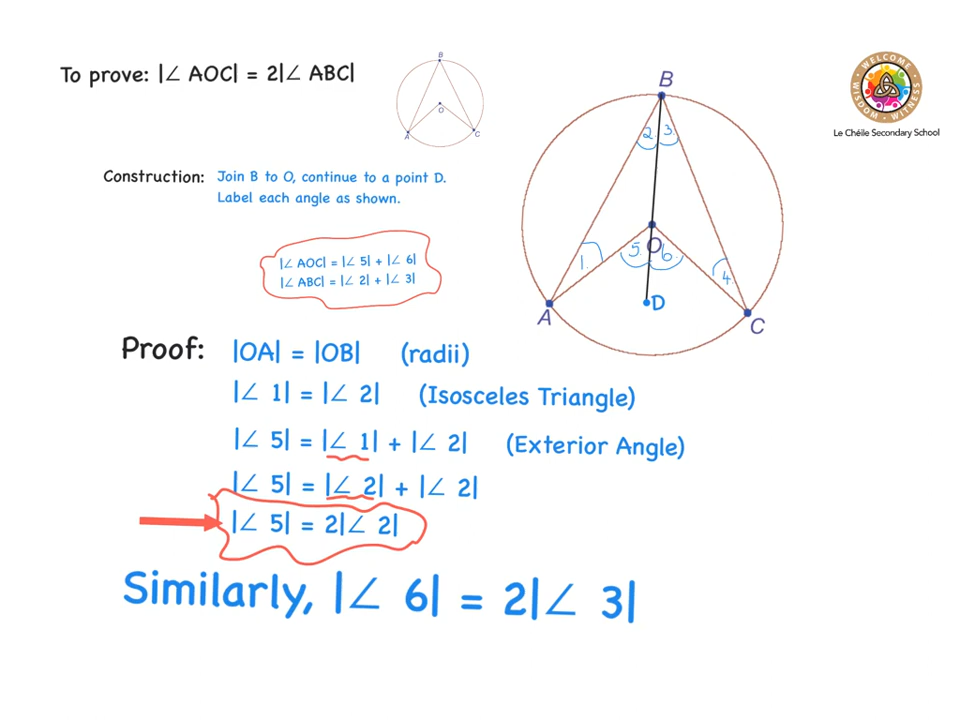 To prove: |∠ AOC| = 2|∠ ABC|
B
O
A
C
WELCOME
WISDOM
WITNESS
Le Chéile Secondary School
Construction: Join B to O, continue to a point D.
Label each angle as shown.
|∠ AOC| = |∠ 5| + |∠ 6|
|∠ ABC| = |∠ 2| + |∠ 3|
B
2. 3.
O
1. 5. 6.
4.
D
A
C
Proof: |OA| = |OB| (radii)
|∠ 1| = |∠ 2| (Isosceles Triangle)
|∠ 5| = |∠ 1| + |∠ 2| (Exterior Angle)
|∠ 5| = |∠ 2| + |∠ 2|
|∠ 5| = 2|∠ 2|
Similarly, |∠ 6| = 2|∠ 3|